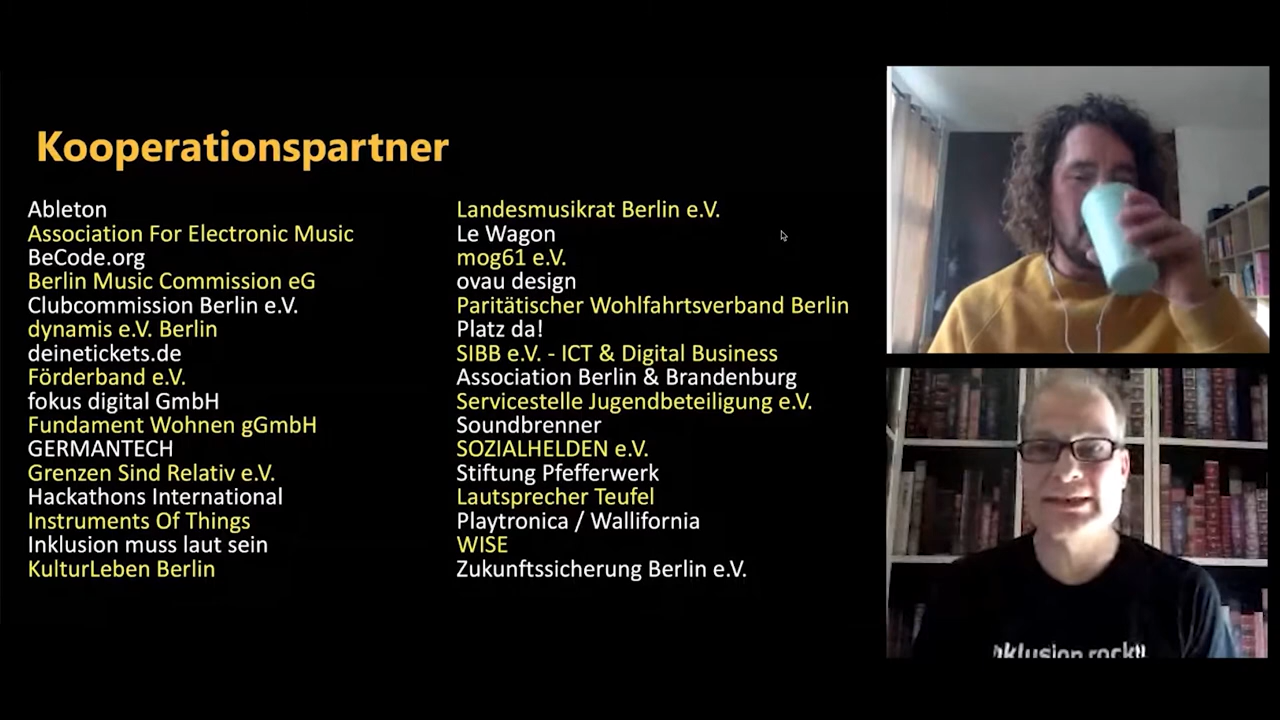 Kooperationspartner
Ableton
Association For Electronic Music
BeCode.org
Berlin Music Commission eG
Clubcommission Berlin e.V.
dynamis e.V. Berlin
deinetickets.de
Förderband e.V.
fokus digital GmbH
Fundament Wohnen gGmbH
GERMANTECH
Grenzen Sind Relativ e.V.
Hackathons International
Instruments Of Things
Inklusion muss laut sein
KulturLeben Berlin
Landesmusikrat Berlin e.V.
Le Wagon
mog61 e.V.
ovau design
Paritätischer Wohlfahrtsverband Berlin
Platz da!
SIBB e.V. - ICT & Digital Business
Association Berlin & Brandenburg
Servicestelle Jugendbeteiligung e.V.
Soundbrenner
SOZIALHELDEN e.V.
Stiftung Pfefferwerk
Lautsprecher Teufel
Playtronica / Wallifornia
WISE
Zukunftssicherung Berlin e.V.
inklusion rockt!